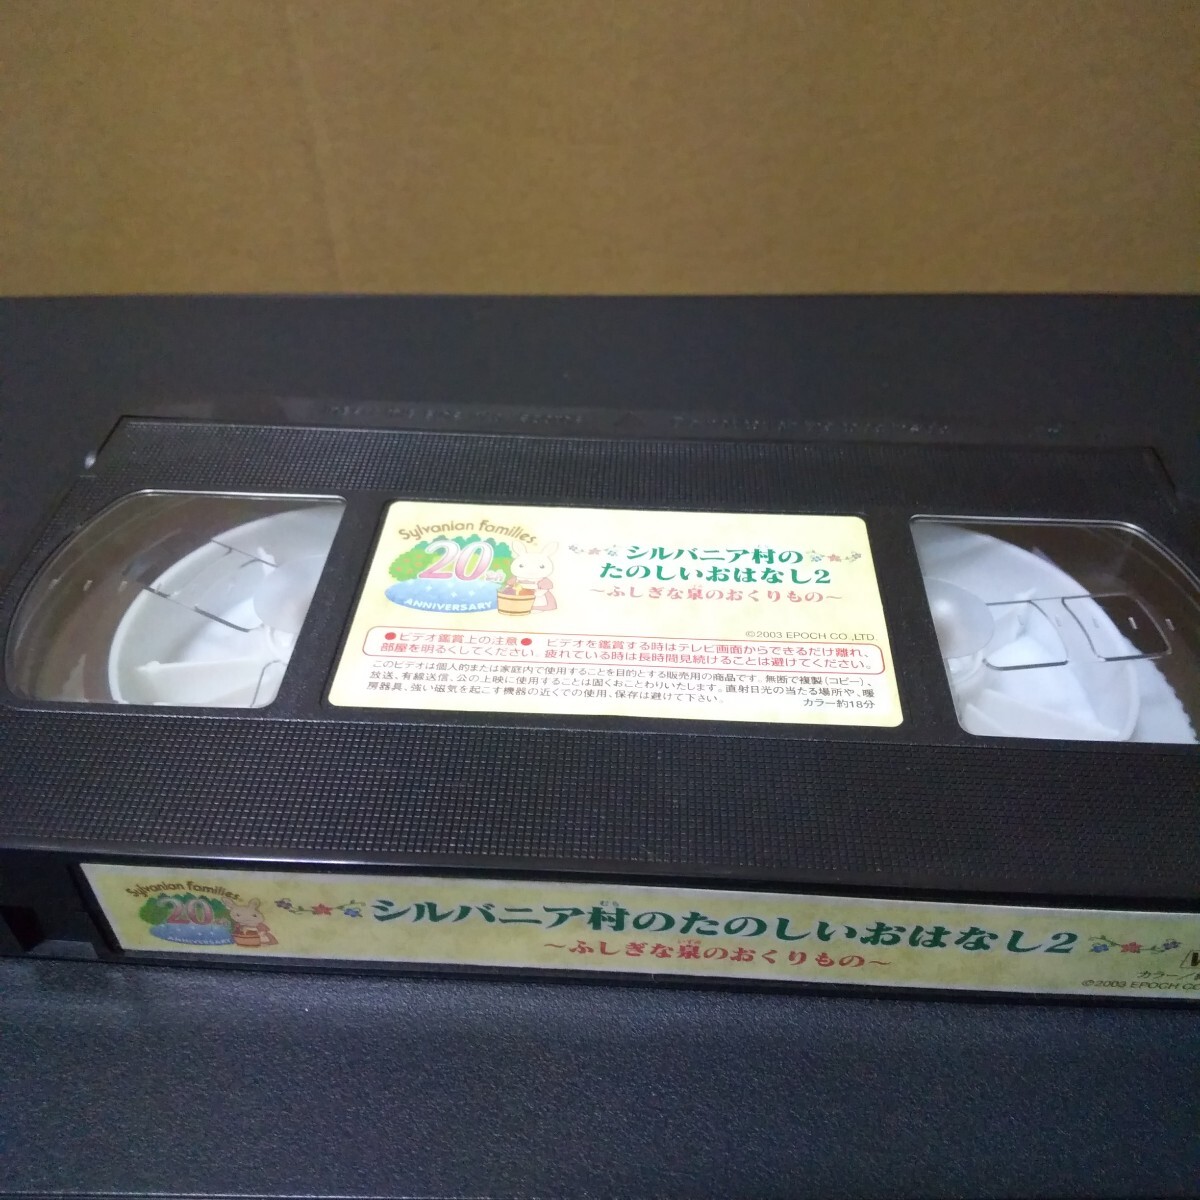 Sylvanian Families
20th
ANNIVERSARY
シルバニア村の
たのしいおはなし2
～ふしぎな泉のおくりもの～
©2003 EPOCH CO.,LTD.
●ビデオ鑑賞上の注意● ビデオを鑑賞する時はテレビ画面からできるだけ離れ、
部屋を明るくしてください。疲れている時は長時間見続けることは避けてください。
このビデオは個人的または家庭内で使用することを目的とする販売用の商品です。無断で複製（コピー）、
放送、有線送信、公の上映に使用することは固くおことわりいたします。直射日光の当たる場所や、暖
房器具、強い磁気を起こす機器の近くでの使用、保存は避けて下さい。
カラー約18分
Sylvanian Families
20th
ANNIVERSARY
シルバニア村のたのしいおはなし2
～ふしぎな泉のおくりもの～
カラー／
©2003 EPOCH CO